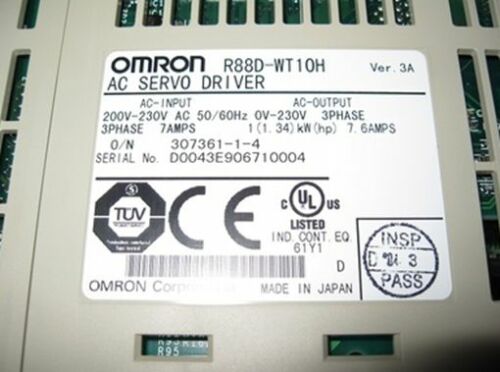 OMRON R88D-WT10H Ver.3A
AC SERVO DRIVER
AC-INPUT AC-OUTPUT
200V-230V AC 50/60Hz 0V-230V 3PHASE
3PHASE 7AMPS 1(1.34)kW(hp) 7.6AMPS
O/N 307361-1-4
SERIAL No. D0043E906710004
TÜV
CE
C UL US
LISTED
IND. CONT. EQ.
61Y1
D
INSP
3
PASS
OMRON Corporation MADE IN JAPAN
R95